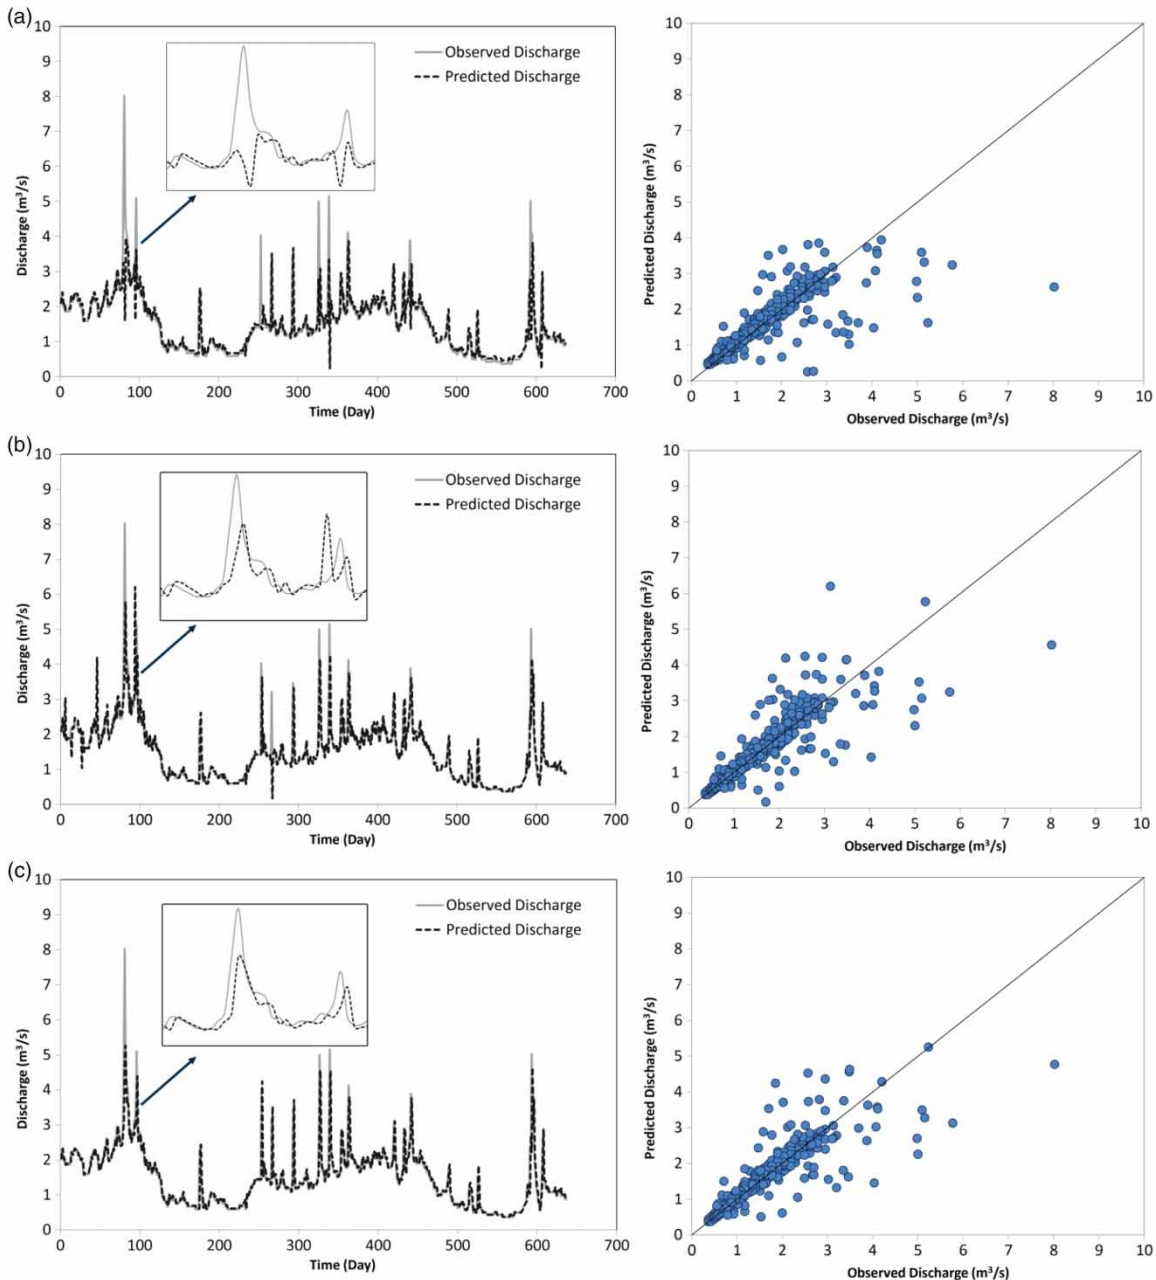 (a)
10
9
8
7
6
5
4
3
2
1
0
Discharge (m³/s)
Observed Discharge
Predicted Discharge
0 100 200 300 400 500 600 700
Time (Day)
10
9
8
7
6
5
4
3
2
1
0
Predicted Discharge (m³/s)
0 1 2 3 4 5 6 7 8 9 10
Observed Discharge (m³/s)
(b)
10
9
8
7
6
5
4
3
2
1
0
Discharge (m³/s)
Observed Discharge
Predicted Discharge
0 100 200 300 400 500 600 700
Time (Day)
10
9
8
7
6
5
4
3
2
1
0
Predicted Discharge (m³/s)
0 1 2 3 4 5 6 7 8 9 10
Observed Discharge (m³/s)
(c)
10
9
8
7
6
5
4
3
2
1
0
Discharge (m³/s)
Observed Discharge
Predicted Discharge
0 100 200 300 400 500 600 700
Time (Day)
10
9
8
7
6
5
4
3
2
1
0
Predicted Discharge (m³/s)
0 1 2 3 4 5 6 7 8 9 10
Observed Discharge (m³/s)